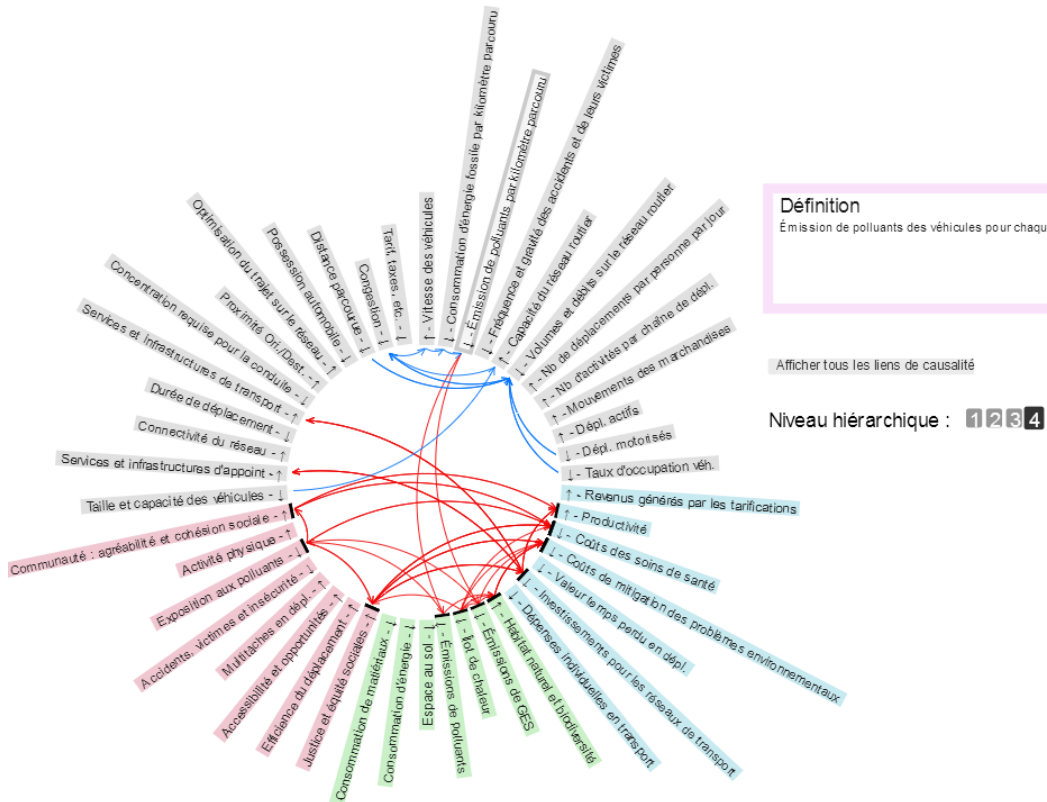 Taille et capacité des véhicules - ↓
Services et infrastructures d'appoint - ↑
Connectivité du réseau - ↑
Durée de déplacement - ↓
Services et infrastructures de transport - ↑
Concentration requise pour la conduite - ↓
Proximité Ori./Dest. - ↑
Optimisation du trajet sur le réseau - ↑
Possession automobile - ↓
Distance parcourue - ↓
Congestion - ↓
Tarif, taxes, etc. - ↓
↑ - Vitesse des véhicules
↓ - Consommation d'énergie fossile par kilomètre parcouru
↓ - Émission de polluants par kilomètre parcouru
↓ - Fréquence et gravité des accidents et de leurs victimes
↑ - Capacité du réseau routier
↓ - Volumes et débits sur le réseau routier
↑ - Nb de déplacements par personne par jour
↑ - Nb d'activités par chaîne de dépl.
↑ - Mouvements des marchandises
↑ - Dépl. actifs
↓ - Dépl. motorisés
↓ - Taux d'occupation véh.
↑ - Revenus générés par les tarifications
↑ - Productivité
↓ - Coûts des soins de santé
↓ - Coûts de mitigation des problèmes environnementaux
↓ - Valeur temps perdu en dépl.
↓ - Investissements pour les réseaux de transport
↓ - Dépenses individuelles en transport
↑ - Habitat naturel et biodiversité
↓ - Émissions de GES
↓ - Îlot de chaleur
↓ - Émissions de Polluants
Espace au sol - ↑
Consommation d'énergie - ↓
Consommation de matériaux - ↓
Justice et équité sociales - ↑
Efficience du déplacement - ↑
Accessibilité et opportunités - ↑
Multitâches en dépl. - ↑
Accidents, victimes et insécurité - ↓
Exposition aux polluants - ↓
Activité physique - ↑
Communauté : agréabilité et cohésion sociale - ↑
Définition
Émission de polluants des véhicules pour chaqu
Afficher tous les liens de causalité
Niveau hiérarchique : 1 2 3 4